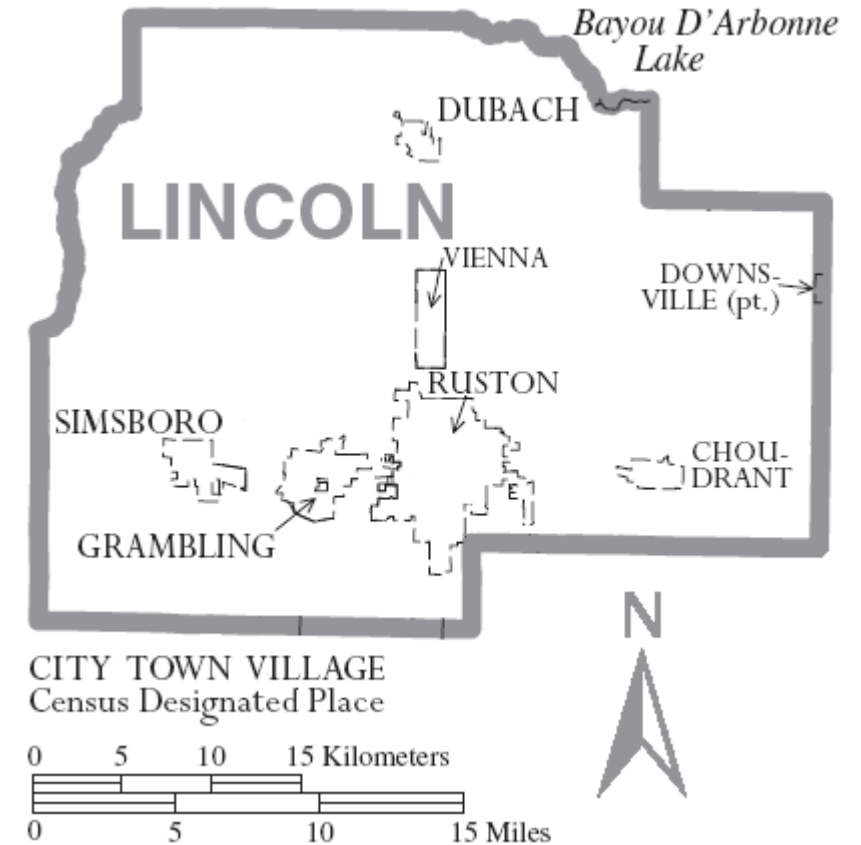 Bayou D'Arbonne
Lake
DUBACH
LINCOLN
VIENNA
DOWNS-
VILLE (pt.)
RUSTON
SIMSBORO
CHOU-
DRANT
GRAMBLING
N
CITY TOWN VILLAGE
Census Designated Place
0 5 10 15 Kilometers
0 5 10 15 Miles